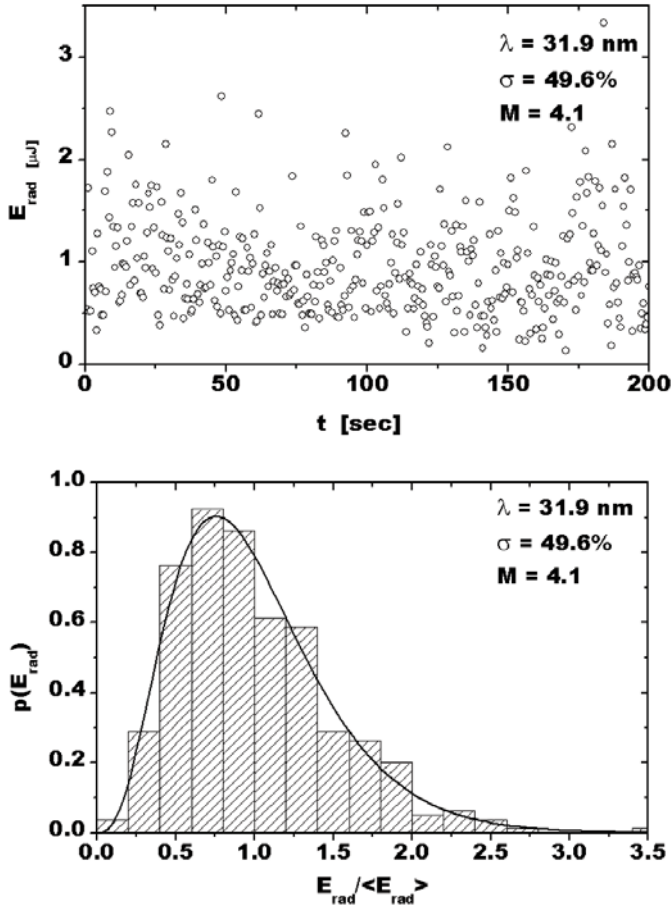 3
2
1
0
E_rad [µJ]
λ = 31.9 nm
σ = 49.6%
M = 4.1
0 50 100 150 200
t [sec]
1.0
0.8
0.6
0.4
0.2
0.0
p(E_rad)
λ = 31.9 nm
σ = 49.6%
M = 4.1
0.0 0.5 1.0 1.5 2.0 2.5 3.0 3.5
E_rad/<E_rad>